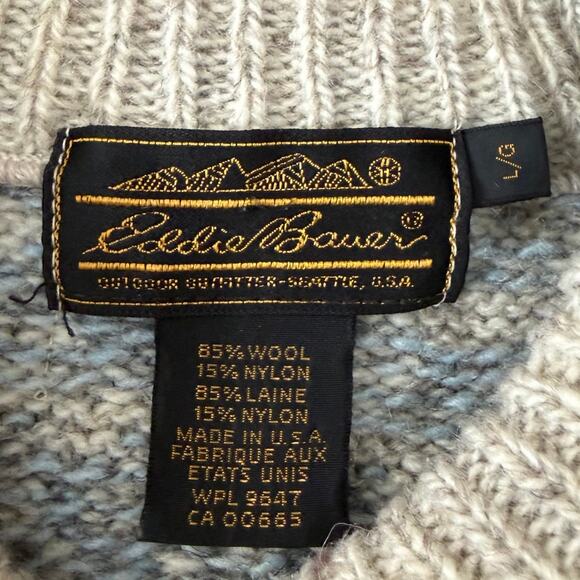 L/G
Eddie Bauer®
OUTDOOR OUTFITTER-SEATTLE, U.S.A.
85% WOOL
15% NYLON
85% LAINE
15% NYLON
MADE IN U.S.A.
FABRIQUE AUX
ETATS UNIS
WPL 9647
CA 00665